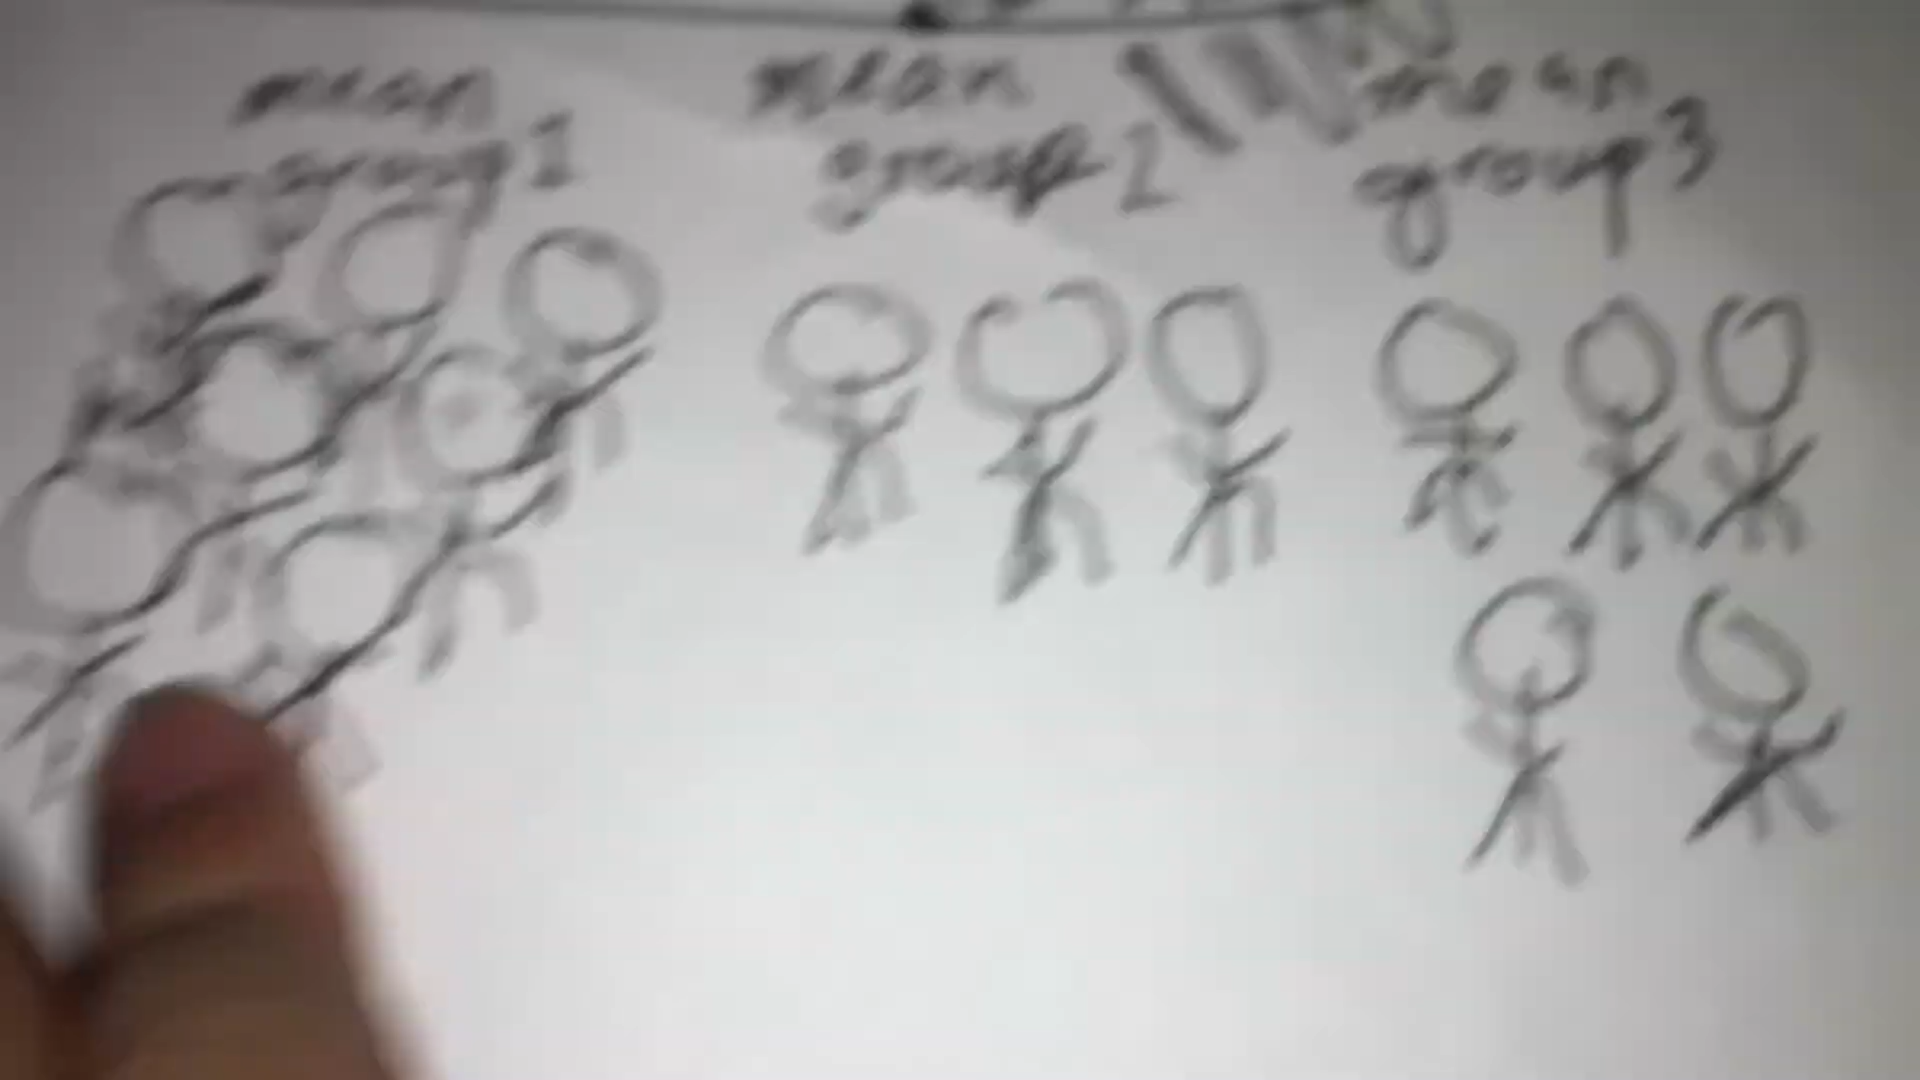 mean
group 1
mean
group 2
mean
group 3